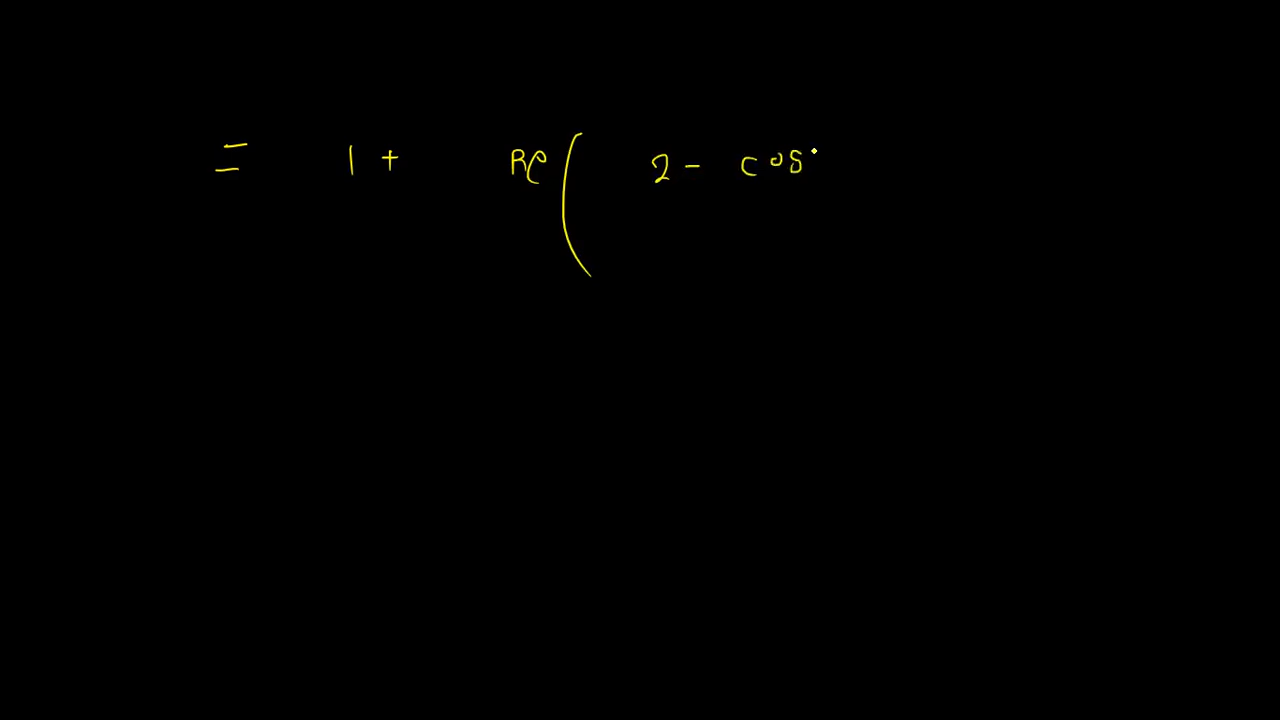 = 1 + Re( 2 - cos